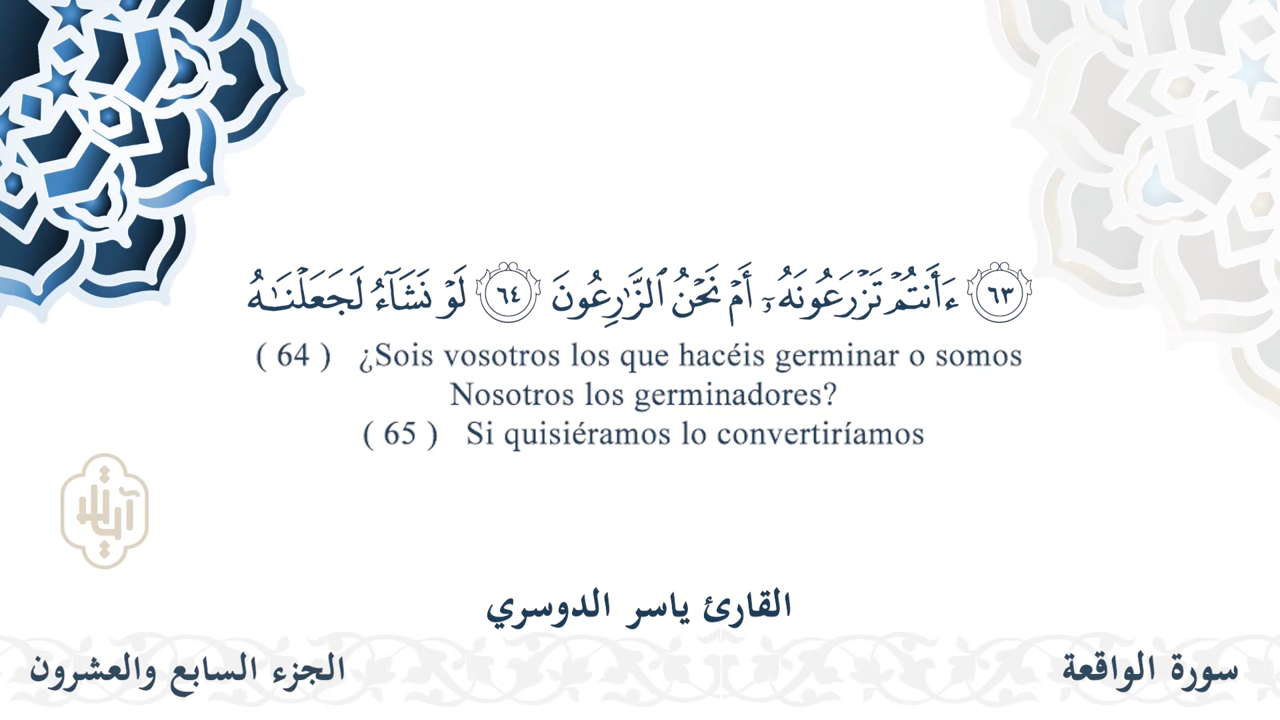 ٦٣ ءَأَنتُمۡ تَزۡرَعُونَهُۥٓ أَمۡ نَحۡنُ ٱلزَّٰرِعُونَ ٦٤ لَوۡ نَشَآءُ لَجَعَلۡنَٰهُ
( 64 ) ¿Sois vosotros los que hacéis germinar o somos
Nosotros los germinadores?
( 65 ) Si quisiéramos lo convertiríamos
القارئ ياسر الدوسري
سورة الواقعة
الجزء السابع والعشرون